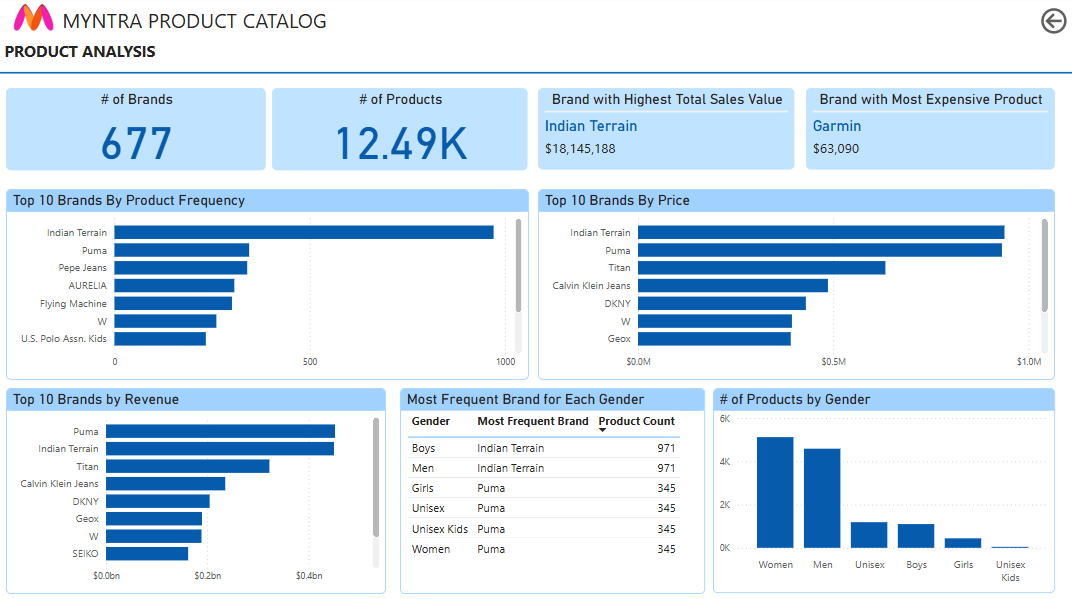 MYNTRA PRODUCT CATALOG
PRODUCT ANALYSIS
# of Brands
677
# of Products
12.49K
Brand with Highest Total Sales Value
Indian Terrain
$18,145,188
Brand with Most Expensive Product
Garmin
$63,090
Top 10 Brands By Product Frequency
Indian Terrain
Puma
Pepe Jeans
AURELIA
Flying Machine
W
U.S. Polo Assn. Kids
0 500 1000
Top 10 Brands By Price
Indian Terrain
Puma
Titan
Calvin Klein Jeans
DKNY
W
Geox
$0.0M $0.5M $1.0M
Top 10 Brands by Revenue
Puma
Indian Terrain
Titan
Calvin Klein Jeans
DKNY
Geox
W
SEIKO
$0.0bn $0.2bn $0.4bn
Most Frequent Brand for Each Gender
Gender Most Frequent Brand Product Count
Boys Indian Terrain 971
Men Indian Terrain 971
Girls Puma 345
Unisex Puma 345
Unisex Kids Puma 345
Women Puma 345
# of Products by Gender
6K
4K
2K
0K
Women Men Unisex Boys Girls Unisex
Kids